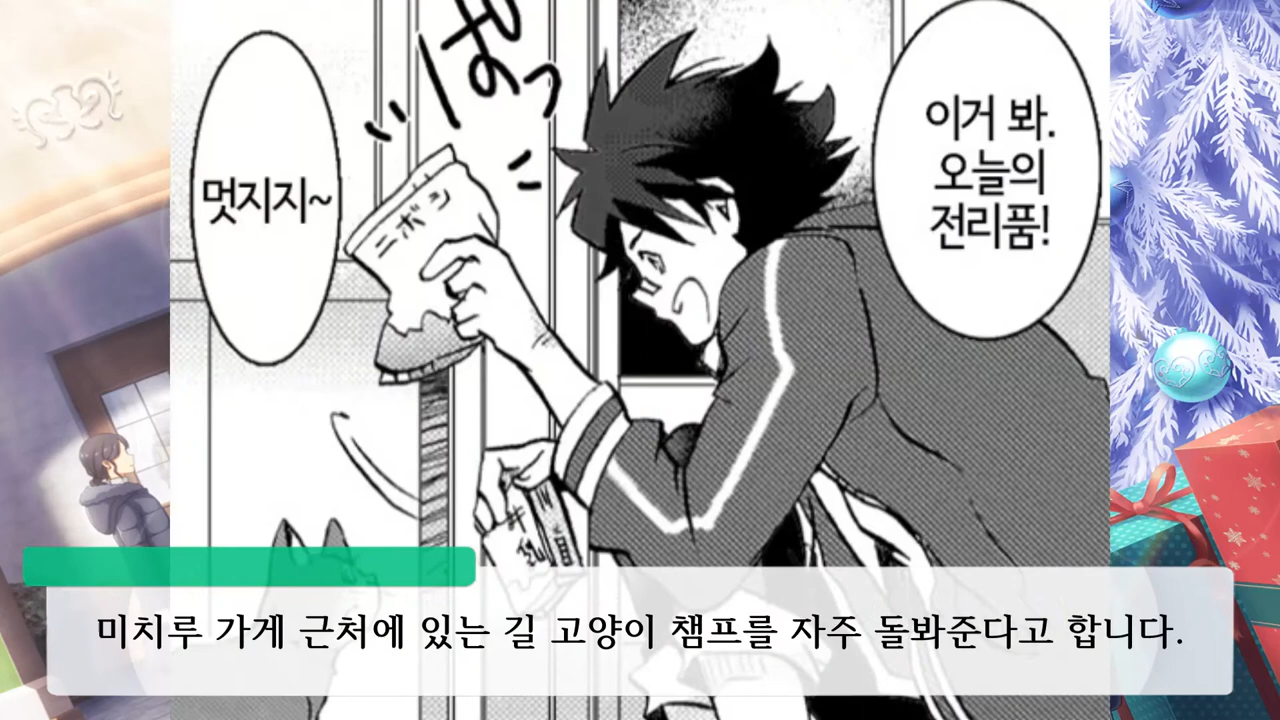 이거 봐.
오늘의
전리품!
멋지지~
ばっ
ニボシ
미치루 가게 근처에 있는 길 고양이 챔프를 자주 돌봐준다고 합니다.